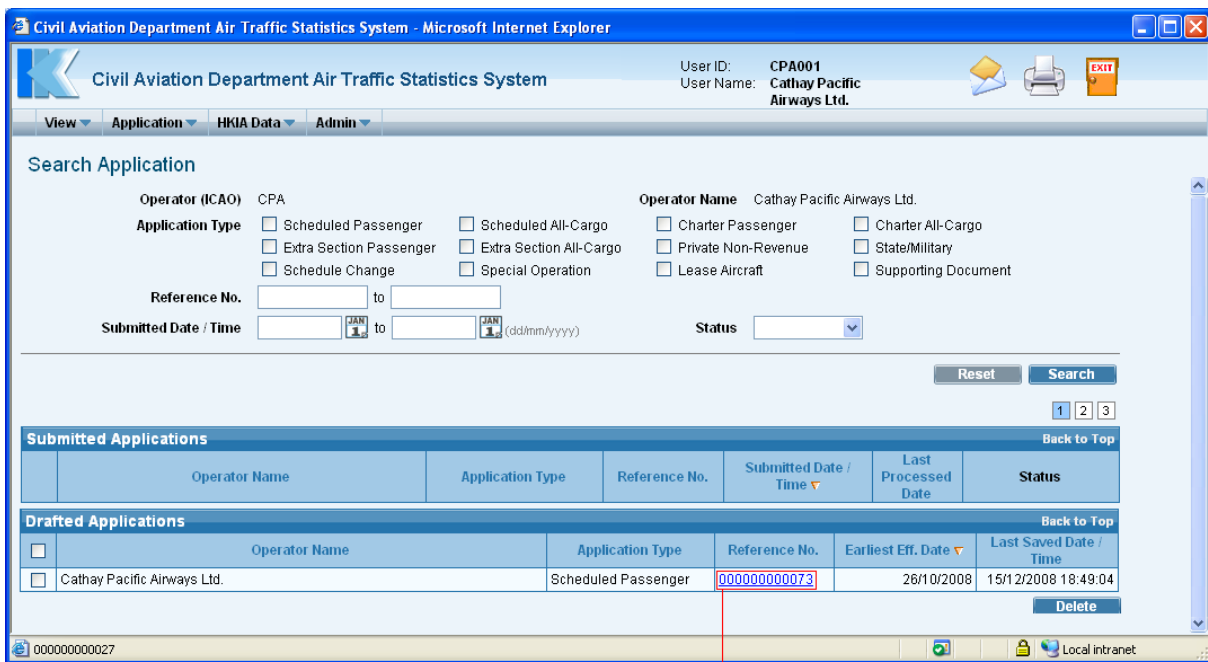 Civil Aviation Department Air Traffic Statistics System - Microsoft Internet Explorer
Civil Aviation Department Air Traffic Statistics System
User ID: CPA001
User Name: Cathay Pacific
Airways Ltd.
EXIT
View Application HKIA Data Admin
Search Application
Operator (ICAO) CPA Operator Name Cathay Pacific Airways Ltd.
Application Type Scheduled Passenger Scheduled All-Cargo Charter Passenger Charter All-Cargo
Extra Section Passenger Extra Section All-Cargo Private Non-Revenue State/Military
Schedule Change Special Operation Lease Aircraft Supporting Document
Reference No. to
Submitted Date / Time JAN 1 to JAN 1 (dd/mm/yyyy) Status
Reset Search
1 2 3
Submitted Applications Back to Top
Operator Name Application Type Reference No. Submitted Date / Time Last Processed Date Status
Drafted Applications Back to Top
Operator Name Application Type Reference No. Earliest Eff. Date Last Saved Date / Time
Cathay Pacific Airways Ltd. Scheduled Passenger 000000000073 26/10/2008 15/12/2008 18:49:04
Delete
000000000027 Local intranet